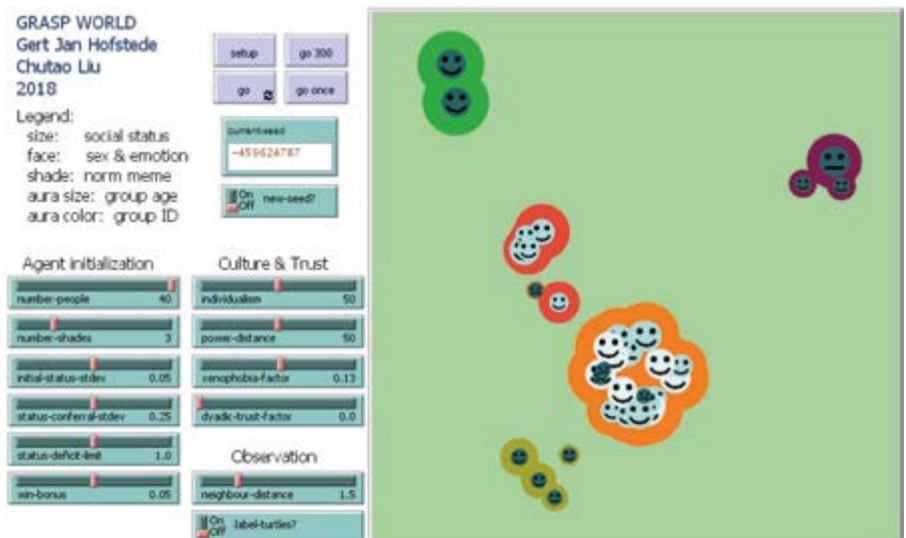 GRASP WORLD
Gert Jan Hofstede
Chutao Liu
2018
Legend:
size: social status
face: sex & emotion
shade: norm meme
aura size: group age
aura color: group ID
setup
go 300
go
go once
current-seed
-459624787
On
Off
new-seed?
Agent initialization
number-people 40
number-shades 3
initial-status-stdev 0.05
status-conferral-stdev 0.25
status-deficit-limit 1.0
win-bonus 0.05
Culture & Trust
individualism 50
power-distance 50
xenophobia-factor 0.13
dyadic-trust-factor 0.0
Observation
neighbour-distance 1.5
On
Off
label-turtles?